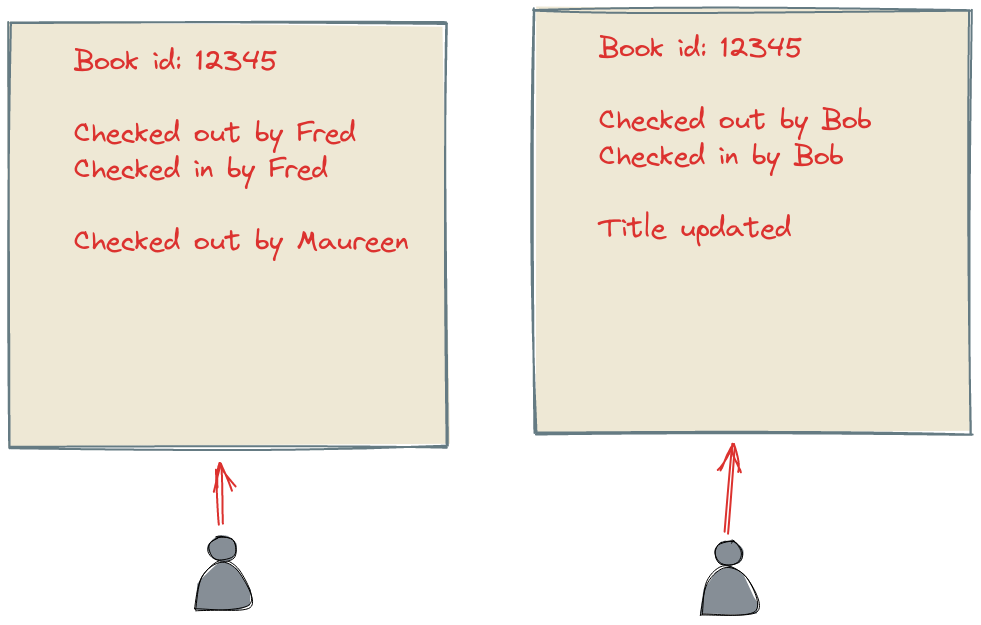 Book id: 12345
Checked out by Fred
Checked in by Fred
Checked out by Maureen
Book id: 12345
Checked out by Bob
Checked in by Bob
Title updated